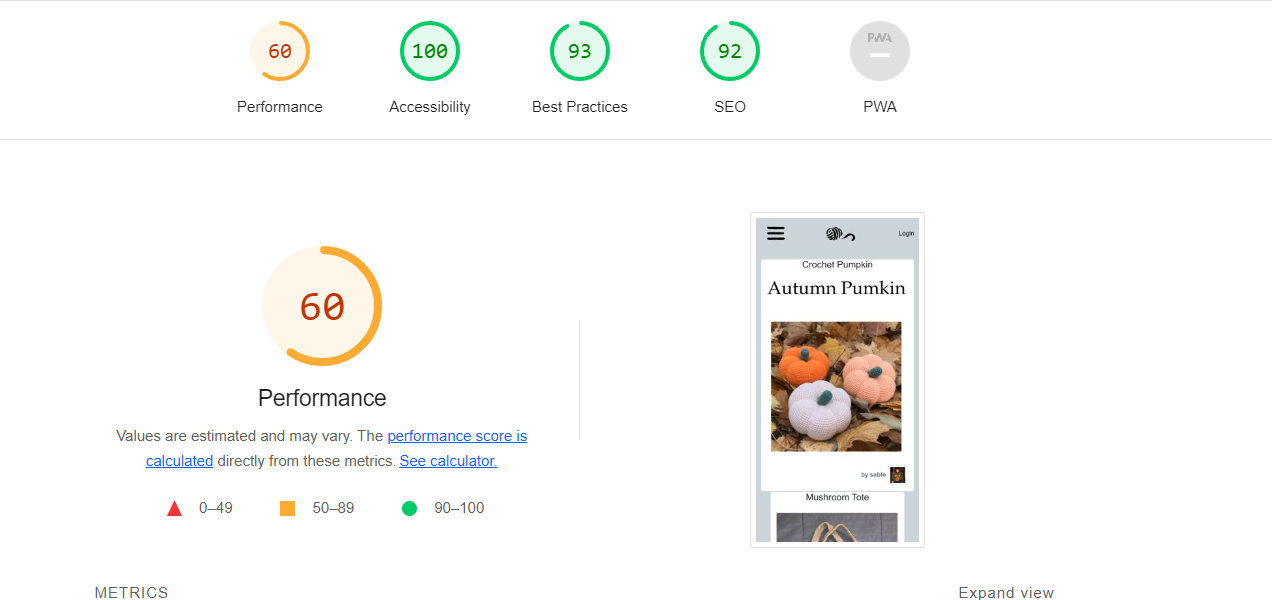 60
100
93
92
PWA
Performance
Accessibility
Best Practices
SEO
PWA
60
Performance
Values are estimated and may vary. The performance score is
calculated directly from these metrics. See calculator.
0–49
50–89
90–100
Login
Crochet Pumpkin
Autumn Pumkin
by sable
Mushroom Tote
METRICS
Expand view